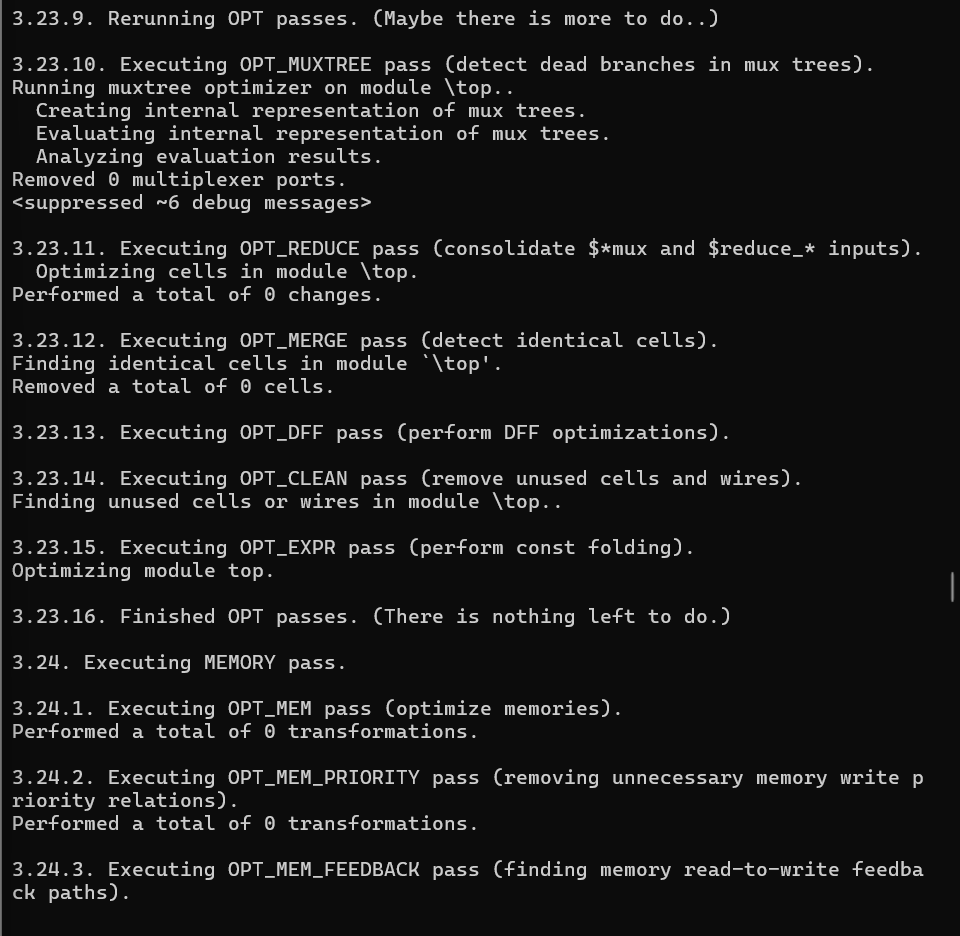 3.23.9. Rerunning OPT passes. (Maybe there is more to do..)
3.23.10. Executing OPT_MUXTREE pass (detect dead branches in mux trees).
Running muxtree optimizer on module \top..
  Creating internal representation of mux trees.
  Evaluating internal representation of mux trees.
  Analyzing evaluation results.
Removed 0 multiplexer ports.
<suppressed ~6 debug messages>
3.23.11. Executing OPT_REDUCE pass (consolidate $*mux and $reduce_* inputs).
  Optimizing cells in module \top.
Performed a total of 0 changes.
3.23.12. Executing OPT_MERGE pass (detect identical cells).
Finding identical cells in module `\top'.
Removed a total of 0 cells.
3.23.13. Executing OPT_DFF pass (perform DFF optimizations).
3.23.14. Executing OPT_CLEAN pass (remove unused cells and wires).
Finding unused cells or wires in module \top..
3.23.15. Executing OPT_EXPR pass (perform const folding).
Optimizing module top.
3.23.16. Finished OPT passes. (There is nothing left to do.)
3.24. Executing MEMORY pass.
3.24.1. Executing OPT_MEM pass (optimize memories).
Performed a total of 0 transformations.
3.24.2. Executing OPT_MEM_PRIORITY pass (removing unnecessary memory write p
riority relations).
Performed a total of 0 transformations.
3.24.3. Executing OPT_MEM_FEEDBACK pass (finding memory read-to-write feedba
ck paths).